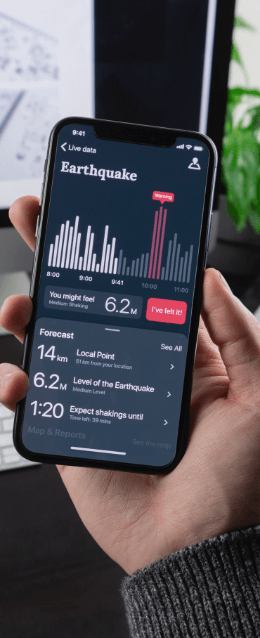 9:41
Live data
Earthquake
Warning
8:00 9:00 9:41 10:00 11:00
You might feel
Medium Shaking
6.2M
I've felt it!
Forecast
See All
14 km
Local Point
51 km from your location
6.2M
Level of the Earthquake
Medium Level
1:20
Expect shakings until
Time left: 39 mins
Map & Reports
See the map